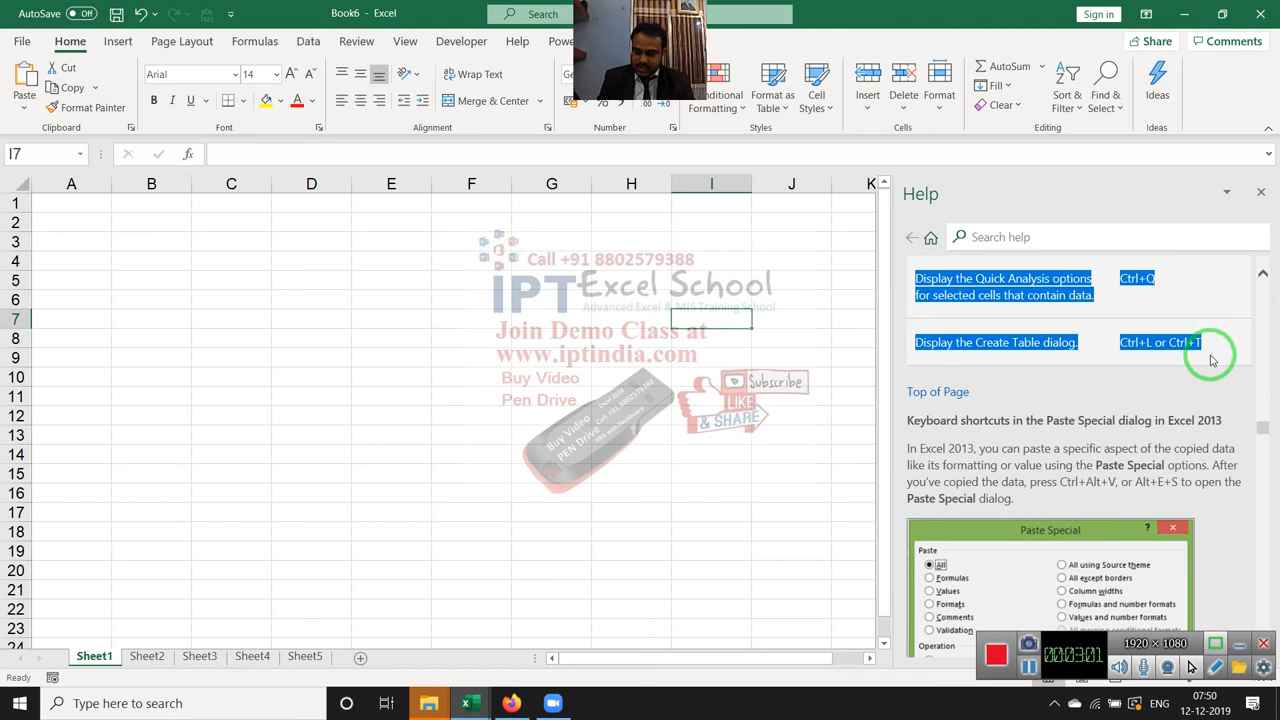 AutoSave Off Book6 - Excel Search Sign in
File Home Insert Page Layout Formulas Data Review View Developer Help Share Comments
Paste Cut Copy Format Painter Clipboard
Arial 14 Font
Wrap Text Merge & Center Alignment
Number
Conditional Formatting Format as Table Cell Styles Styles
Insert Delete Format Cells
AutoSum Fill Clear Sort & Filter Find & Select Editing
Ideas Ideas
I7 fx
A B C D E F G H I J K
1
2
3
4
5
6
7
8
9
10
11
12
13
14
15
16
17
18
19
20
21
22
23
Call +91 8802579388
IPT Excel School
Advanced Excel & MIS Training School
Join Demo Class at
www.iptindia.com
Buy Video
Pen Drive
Buy Video
PEN Drive
Call +91 8802579388
Subscribe
LIKE
& SHARE
Help
Search help
Display the Quick Analysis options Ctrl+Q
for selected cells that contain data.
Display the Create Table dialog. Ctrl+L or Ctrl+T
Top of Page
Keyboard shortcuts in the Paste Special dialog in Excel 2013
In Excel 2013, you can paste a specific aspect of the copied data
like its formatting or value using the Paste Special options. After
you've copied the data, press Ctrl+Alt+V, or Alt+E+S to open the
Paste Special dialog.
Paste Special ?
Paste
All All using Source theme
Formulas All except borders
Values Column widths
Formats Formulas and number formats
Comments Values and number formats
Validation All merging conditional formats
Operation
00:03:01 1920 × 1080
Sheet1 Sheet2 Sheet3 Sheet4 Sheet5
Ready
Type here to search ENG 07:50
12-12-2019